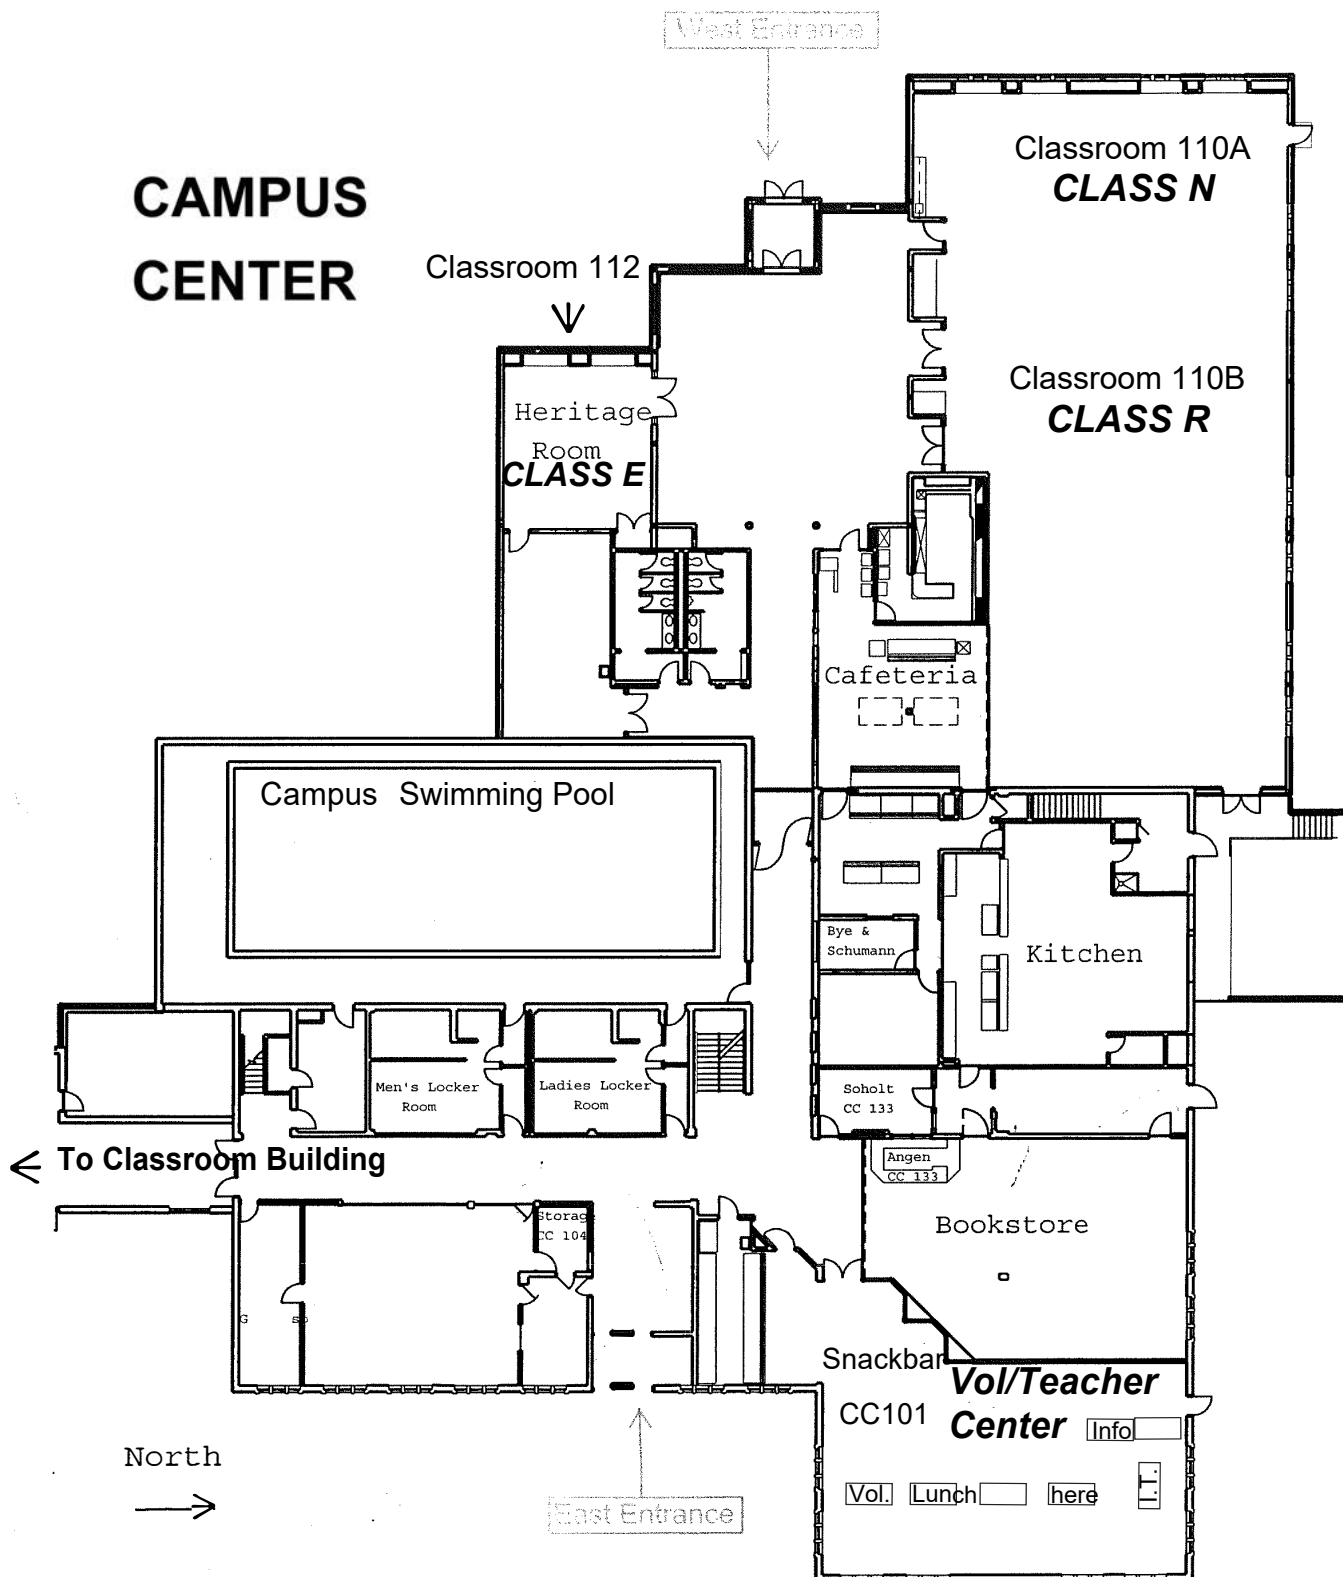 West Entrance
CAMPUS
CENTER
Classroom 110A
CLASS N
Classroom 112
Classroom 110B
CLASS R
Heritage
Room
CLASS E
Cafeteria
Campus Swimming Pool
Bye &
Schumann
Kitchen
Men's Locker
Room
Ladies Locker
Room
Soholt
CC 133
To Classroom Building
Angen
CC 133
Storage
CC 104
Bookstore
G
Snackbar
CC101
Vol/Teacher
Center
Info
North
Vol.
Lunch
here
I.T.
East Entrance